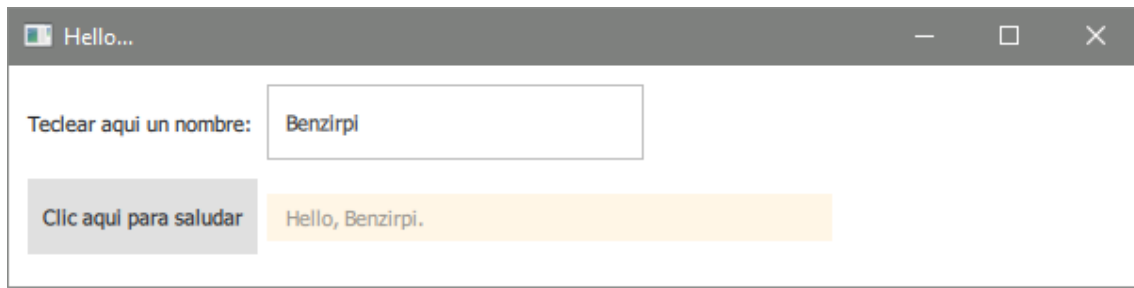 Hello...
Teclear aqui un nombre: Benzirpi
Clic aqui para saludar Hello, Benzirpi.